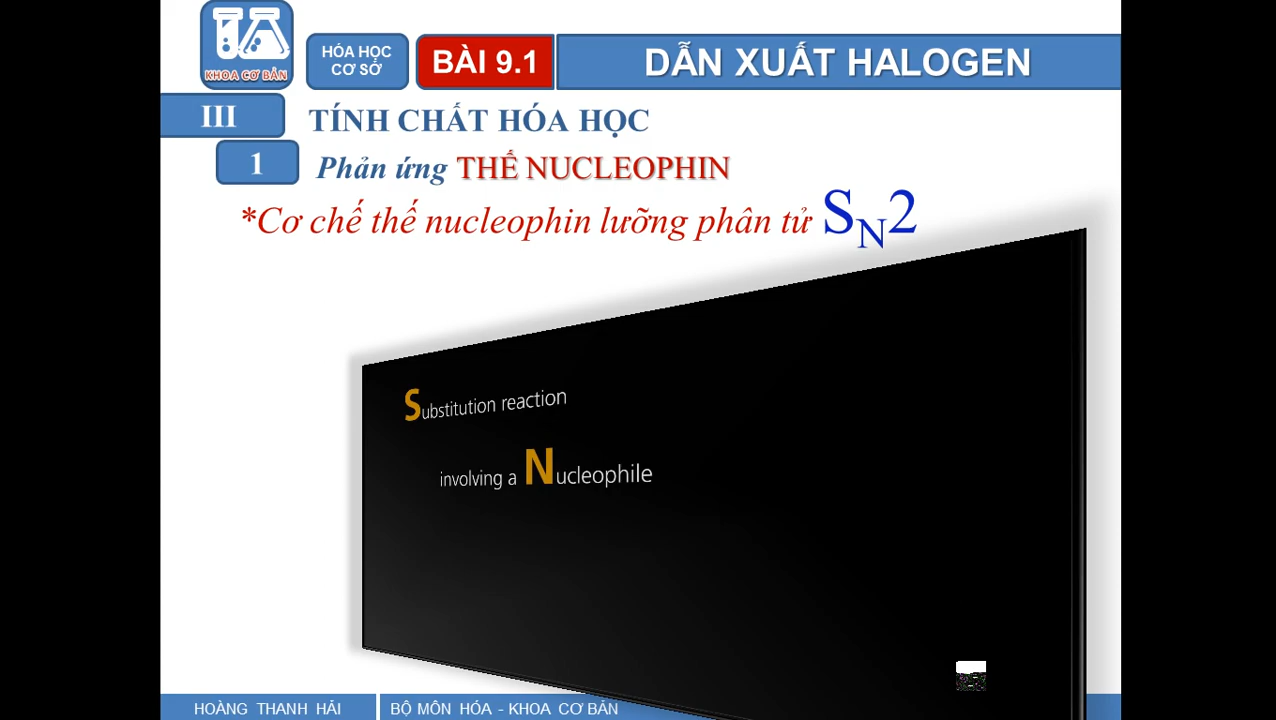 KHOA CƠ BẢN
HÓA HỌC
CƠ SỞ
BÀI 9.1
DẪN XUẤT HALOGEN
III
TÍNH CHẤT HÓA HỌC
1
Phản ứng THẾ NUCLEOPHIN
*Cơ chế thế nucleophin lưỡng phân tử SN2
Substitution reaction
involving a Nucleophile
HOÀNG THANH HẢI
BỘ MÔN HÓA - KHOA CƠ BẢN